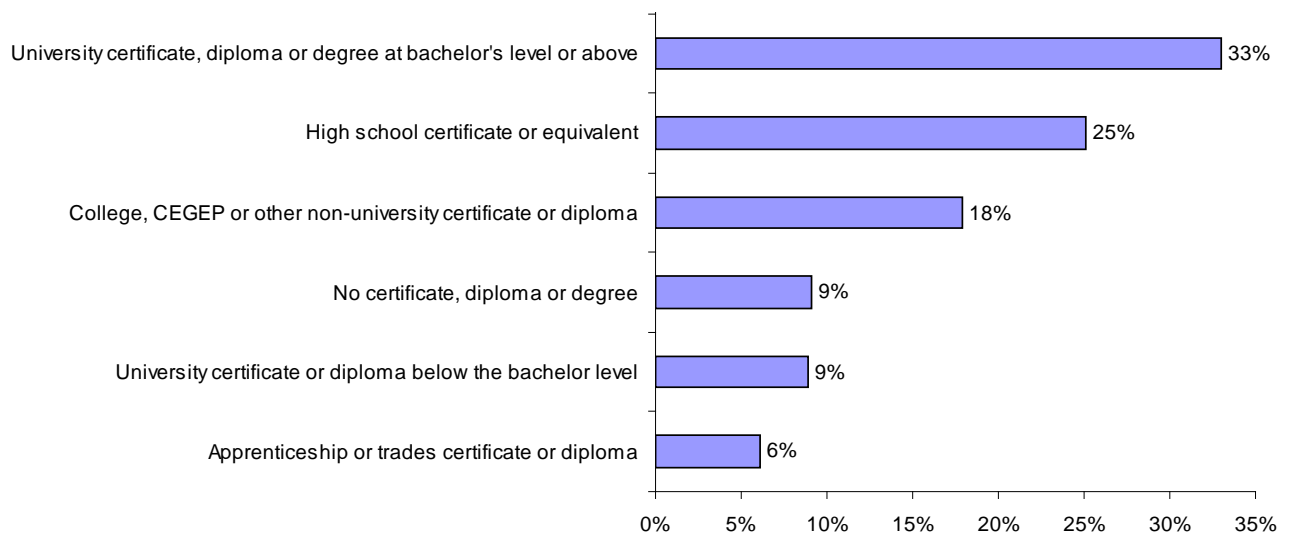 University certificate, diploma or degree at bachelor's level or above 33%
High school certificate or equivalent 25%
College, CEGEP or other non-university certificate or diploma 18%
No certificate, diploma or degree 9%
University certificate or diploma below the bachelor level 9%
Apprenticeship or trades certificate or diploma 6%
0% 5% 10% 15% 20% 25% 30% 35%